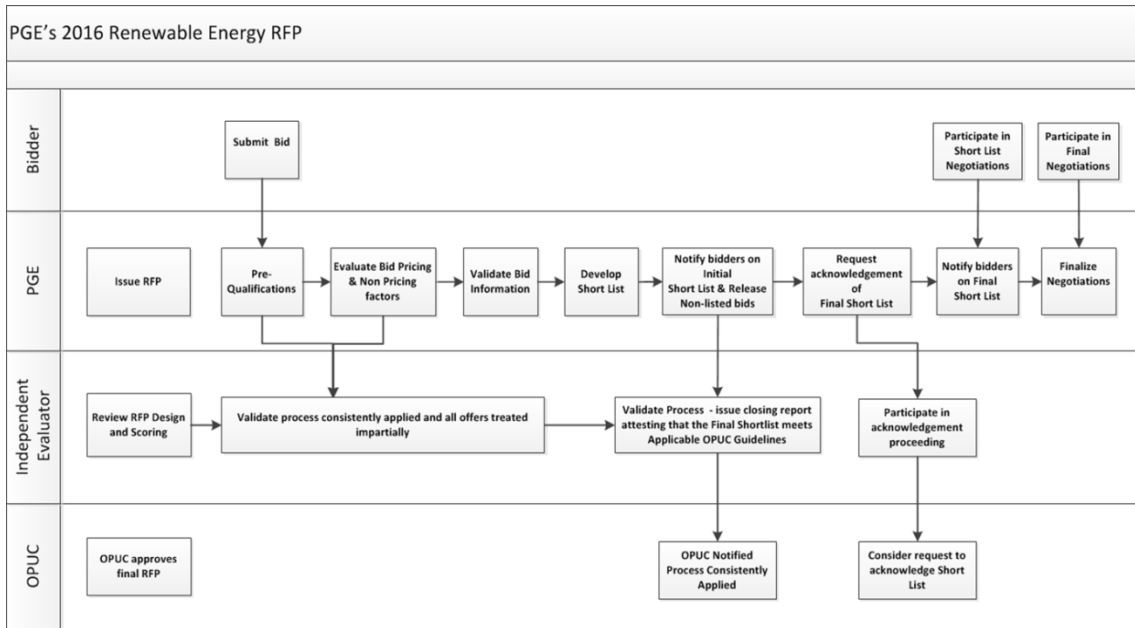 PGE's 2016 Renewable Energy RFP
Bidder
Submit Bid
Participate in
Short List
Negotiations
Participate in
Final
Negotiations
PGE
Issue RFP
Pre-
Qualifications
Evaluate Bid Pricing
& Non Pricing
factors
Validate Bid
Information
Develop
Short List
Notify bidders on
Initial
Short List & Release
Non-listed bids
Request
acknowledgement
of
Final Short List
Notify bidders
on Final
Short List
Finalize
Negotiations
Independent
Evaluator
Review RFP Design
and Scoring
Validate process consistently applied and all offers treated
impartially
Validate Process - issue closing report
attesting that the Final Shortlist meets
Applicable OPUC Guidelines
Participate in
acknowledgement
proceeding
OPUC
OPUC approves
final RFP
OPUC Notified
Process Consistently
Applied
Consider request to
acknowledge Short
List